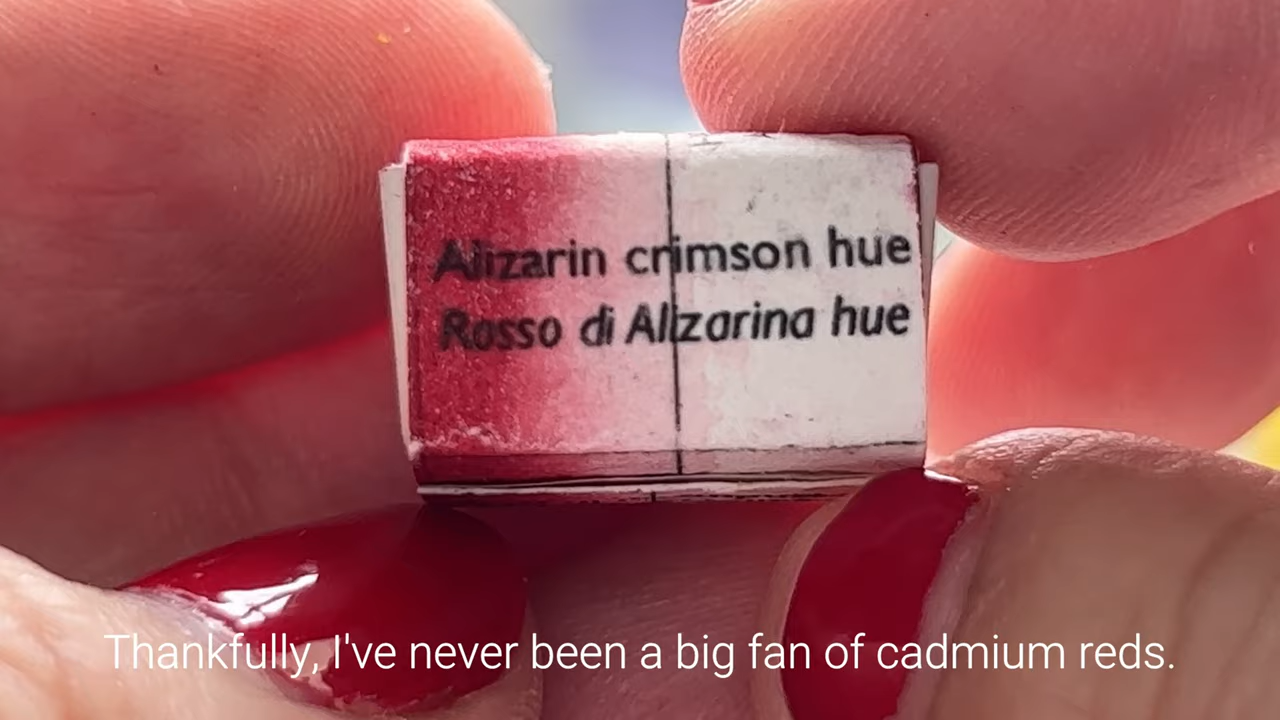 Alizarin crimson hue
Rosso di Alizarina hue
Thankfully, I've never been a big fan of cadmium reds.